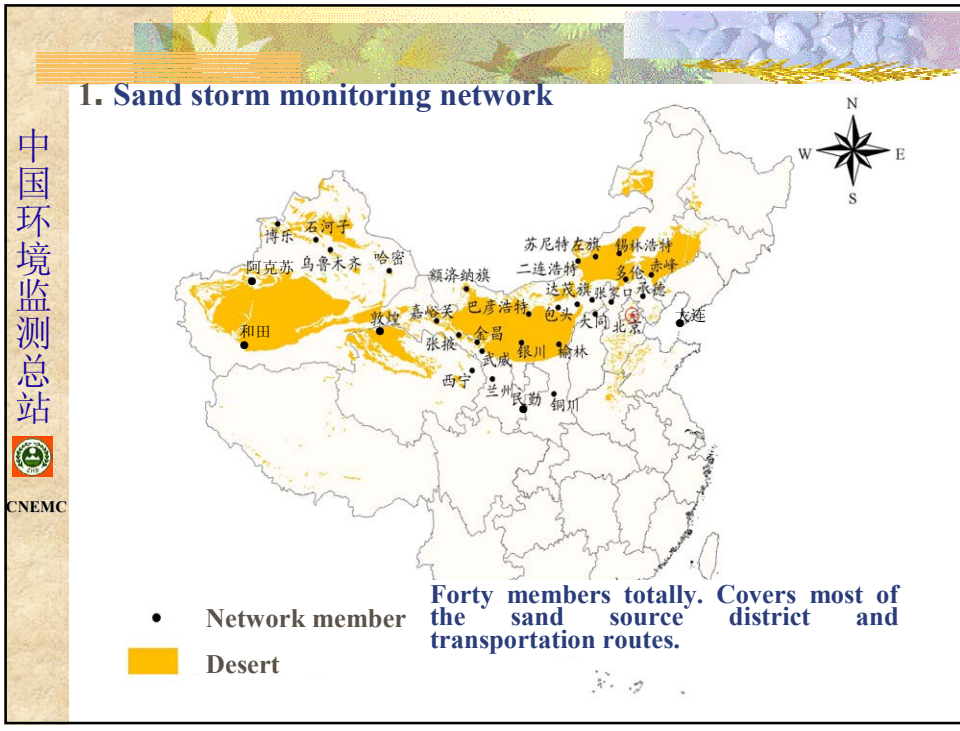 1. Sand storm monitoring network
中国环境监测总站
ZHB
CNEMC
N
W
E
S
博乐
石河子
乌鲁木齐
哈密
阿克苏
和田
敦煌
额济纳旗
嘉峪关
巴彦浩特
张掖
金昌
武威
西宁
兰州
民勤
铜川
银川
榆林
苏尼特左旗
锡林浩特
二连浩特
多伦
赤峰
达茂旗
张家口
承德
包头
大同
北京
大连
Network member
Desert
Forty members totally. Covers most of
the sand source district and
transportation routes.